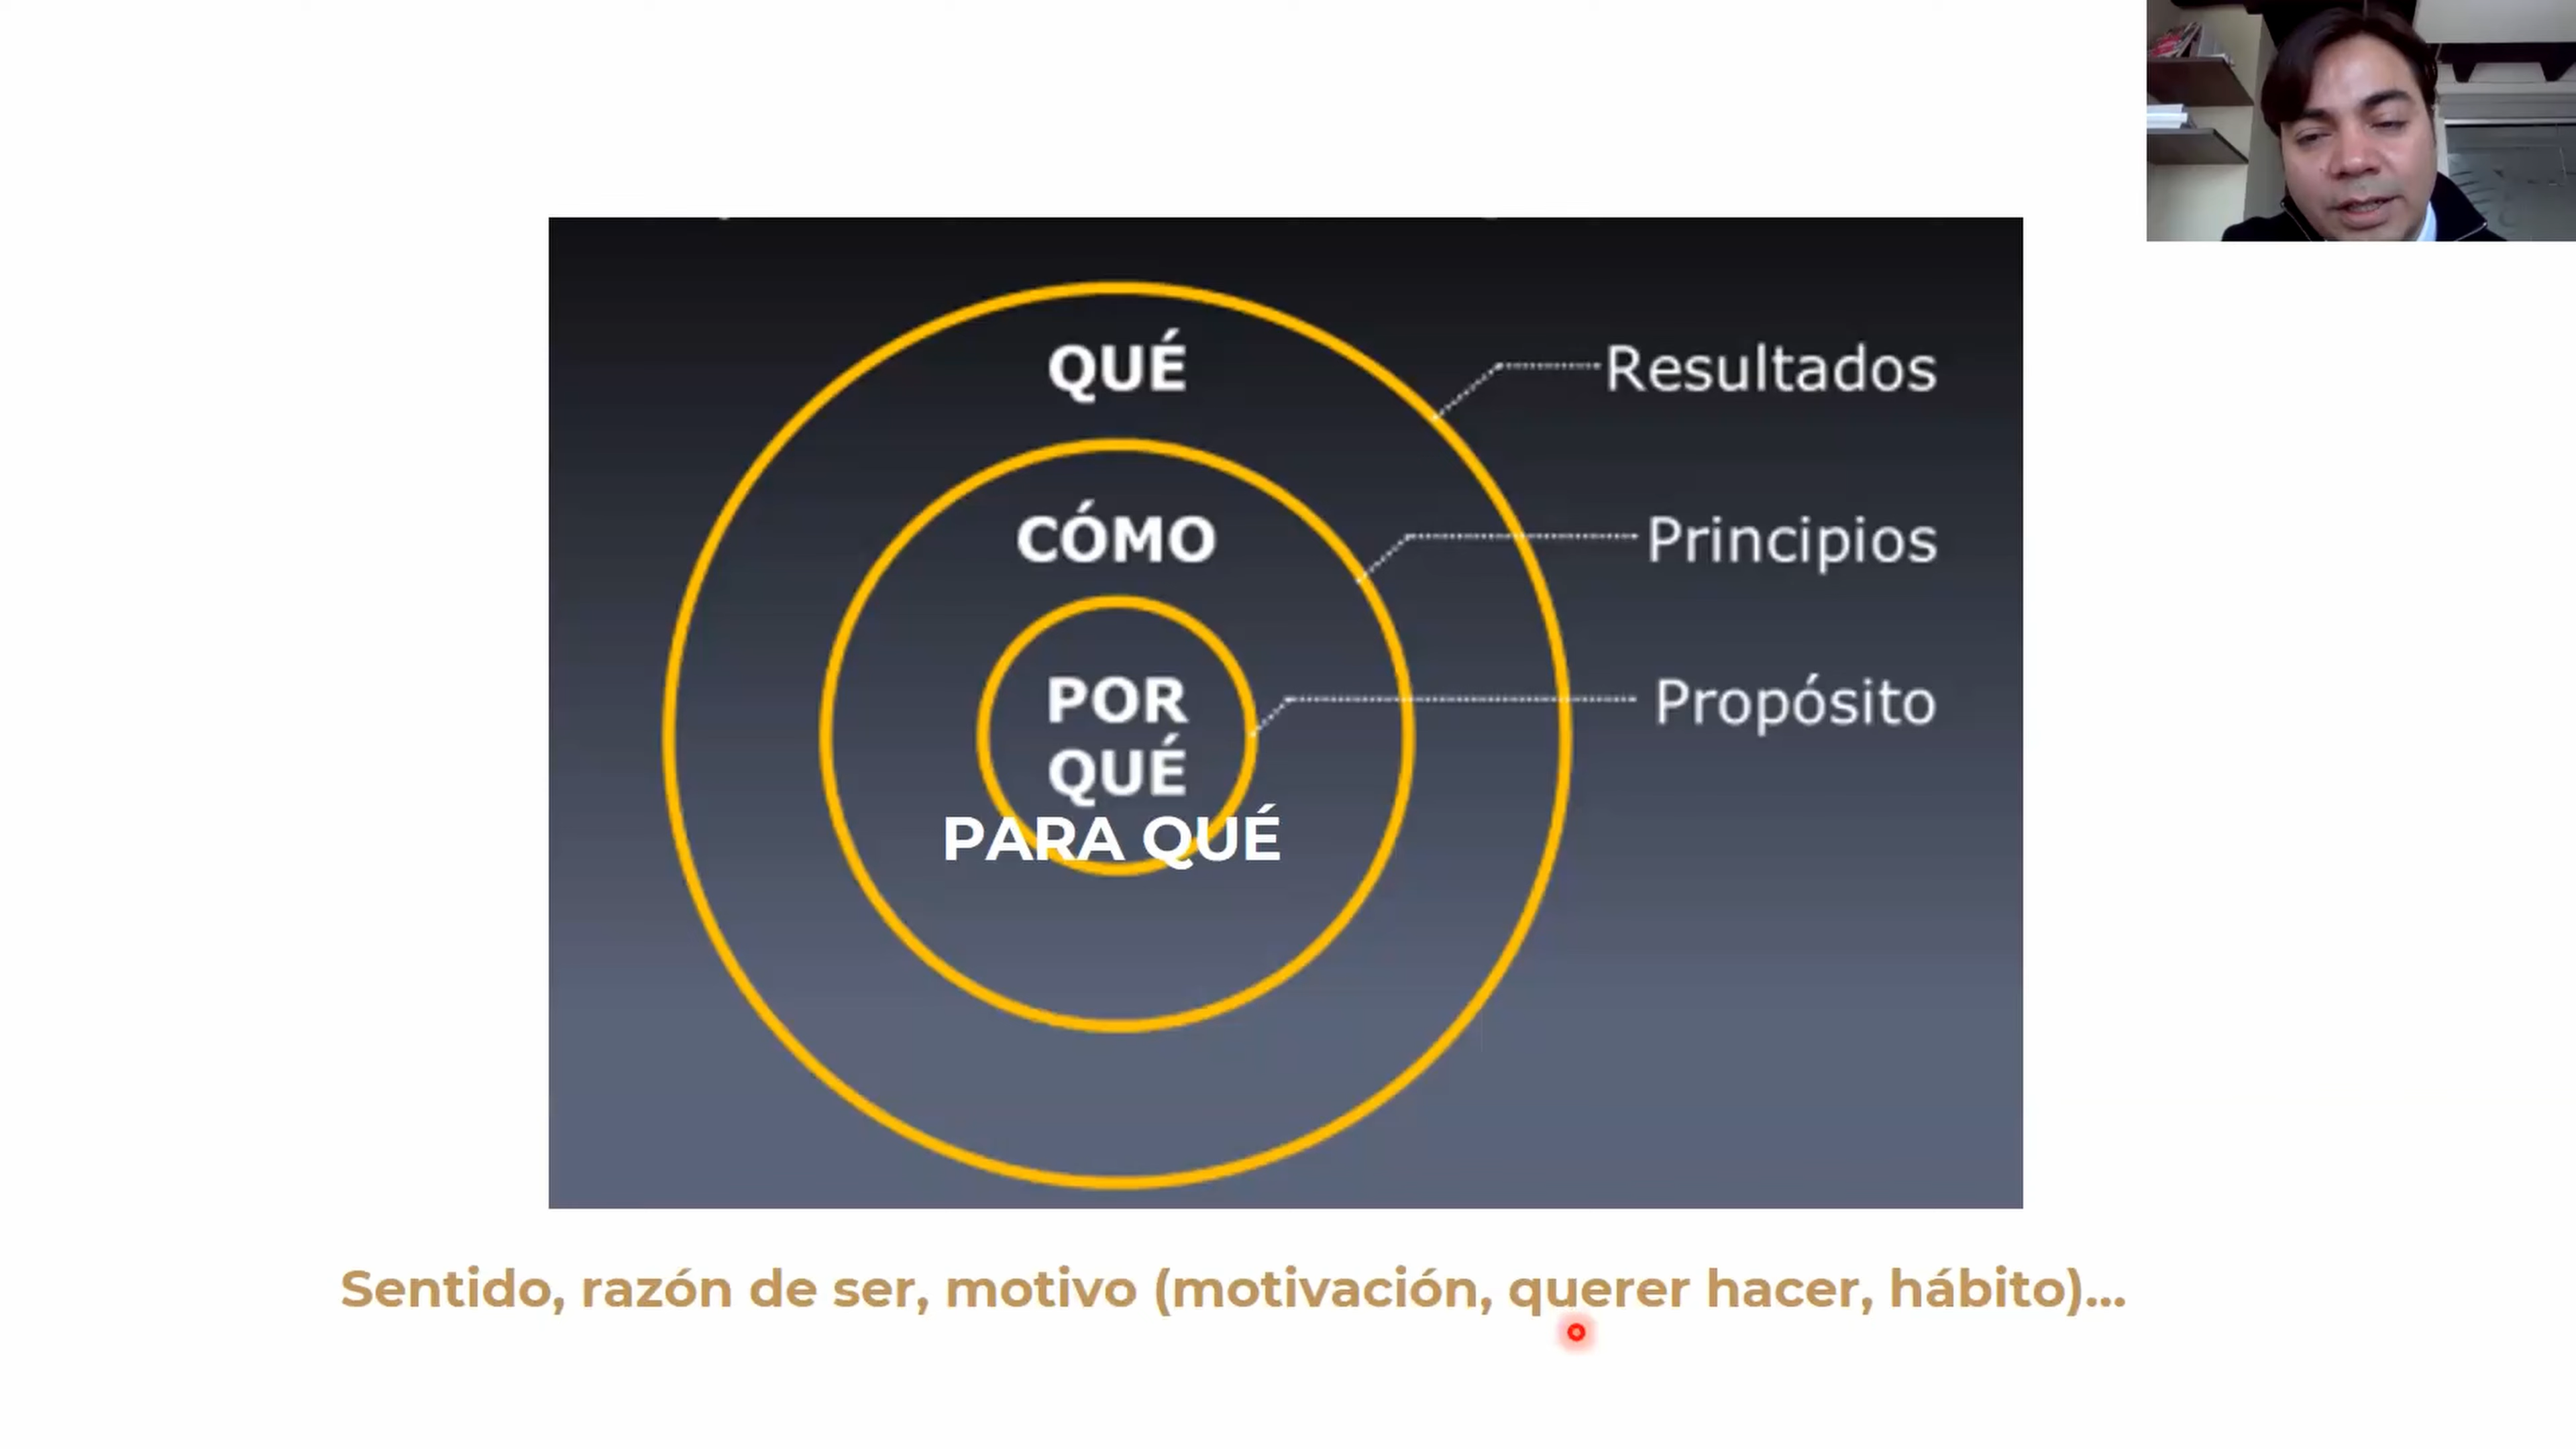 QUÉ
Resultados
CÓMO
Principios
POR
QUÉ
Propósito
PARA QUÉ
Sentido, razón de ser, motivo (motivación, querer hacer, hábito)...